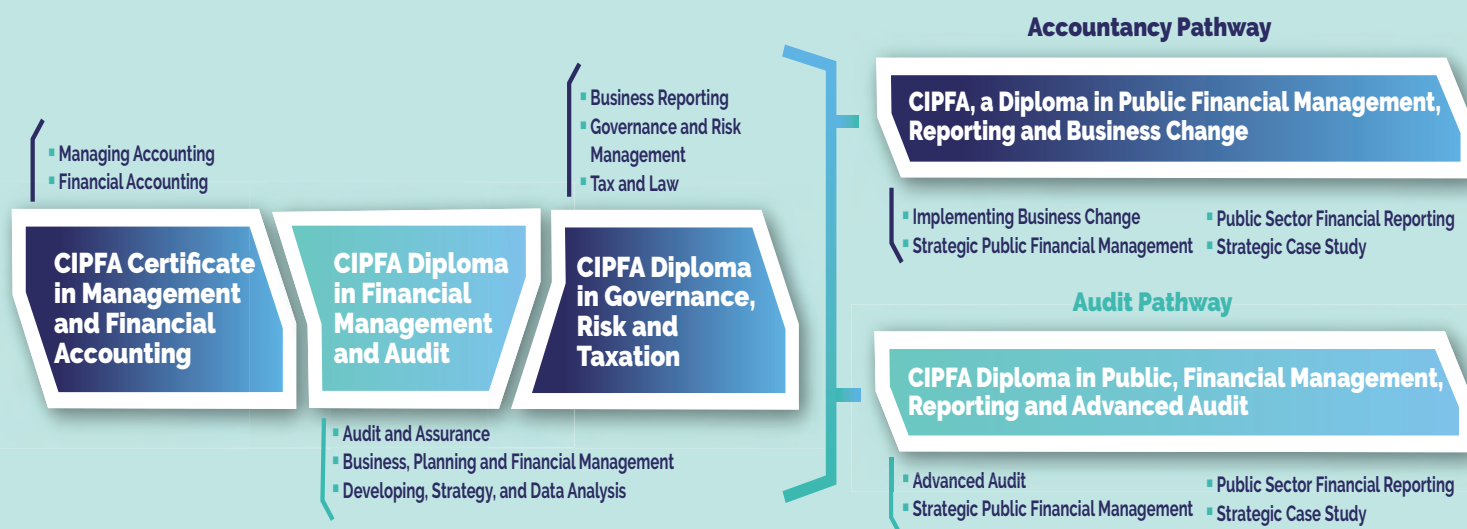 Managing Accounting
Financial Accounting
CIPFA Certificate
in Management
and Financial
Accounting
CIPFA Diploma
in Financial
Management
and Audit
Audit and Assurance
Business, Planning and Financial Management
Developing, Strategy, and Data Analysis
Business Reporting
Governance and Risk
Management
Tax and Law
CIPFA Diploma
in Governance,
Risk and
Taxation
Accountancy Pathway
CIPFA, a Diploma in Public Financial Management,
Reporting and Business Change
Implementing Business Change
Strategic Public Financial Management
Public Sector Financial Reporting
Strategic Case Study
Audit Pathway
CIPFA Diploma in Public, Financial Management,
Reporting and Advanced Audit
Advanced Audit
Strategic Public Financial Management
Public Sector Financial Reporting
Strategic Case Study